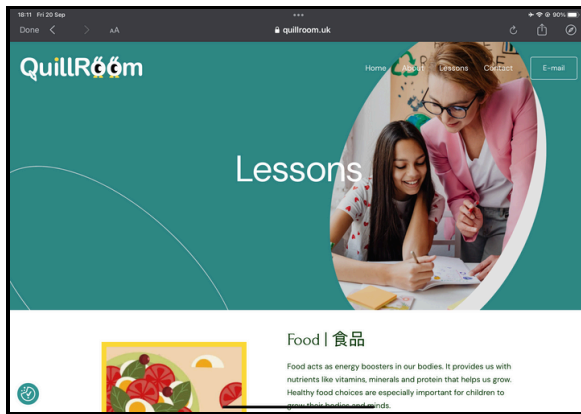 18:11 Fri 20 Sep
90%
Done
AA
quillroom.uk
QuillRoom
Home
About
Lessons
Contact
E-mail
Lessons
Food | 食品
Food acts as energy boosters in our bodies. It provides us with
nutrients like vitamins, minerals and protein that helps us grow.
Healthy food choices are especially important for children to
grow their bodies and minds.